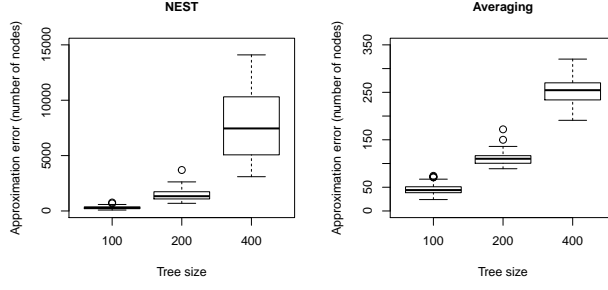 NEST
Approximation error (number of nodes)
15000
5000
0
100 200 400
Tree size
Averaging
Approximation error (number of nodes)
350
250
150
50
0
100 200 400
Tree size